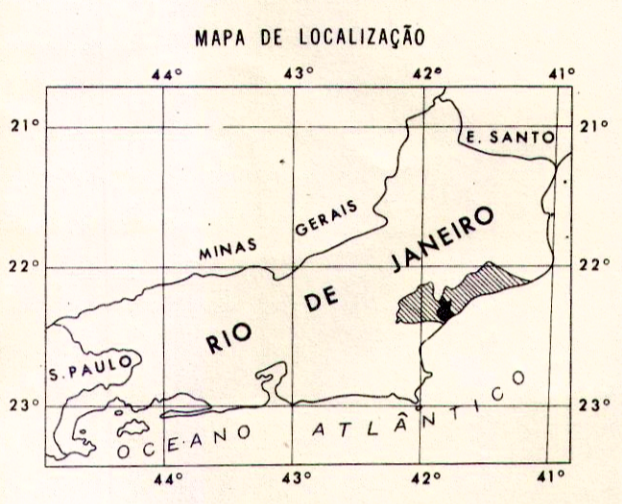 MAPA DE LOCALIZAÇÃO
44° 43° 42° 41°
21° 21°
E. SANTO
MINAS GERAIS
RIO DE JANEIRO
22° 22°
S. PAULO
23° 23°
OCEANO ATLÂNTICO
44° 43° 42° 41°